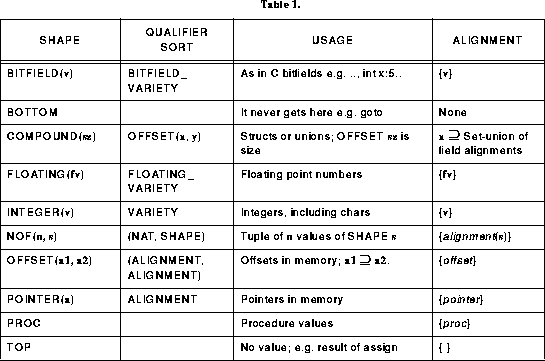 Table 1.
SHAPE QUALIFIER SORT USAGE ALIGNMENT
BITFIELD(v) BITFIELD_ VARIETY As in C bitfields e.g. .., int x:5.. {v}
BOTTOM It never gets here e.g. goto None
COMPOUND(sz) OFFSET(x, y) Structs or unions; OFFSET sz is size x ⊇ Set-union of field alignments
FLOATING(fv) FLOATING_ VARIETY Floating point numbers {fv}
INTEGER(v) VARIETY Integers, including chars {v}
NOF(n, s) (NAT, SHAPE) Tuple of n values of SHAPE s {alignment(s)}
OFFSET(x1, x2) (ALIGNMENT, ALIGNMENT) Offsets in memory; x1 ⊇ x2. {offset}
POINTER(x) ALIGNMENT Pointers in memory {pointer}
PROC Procedure values {proc}
TOP No value; e.g. result of assign { }